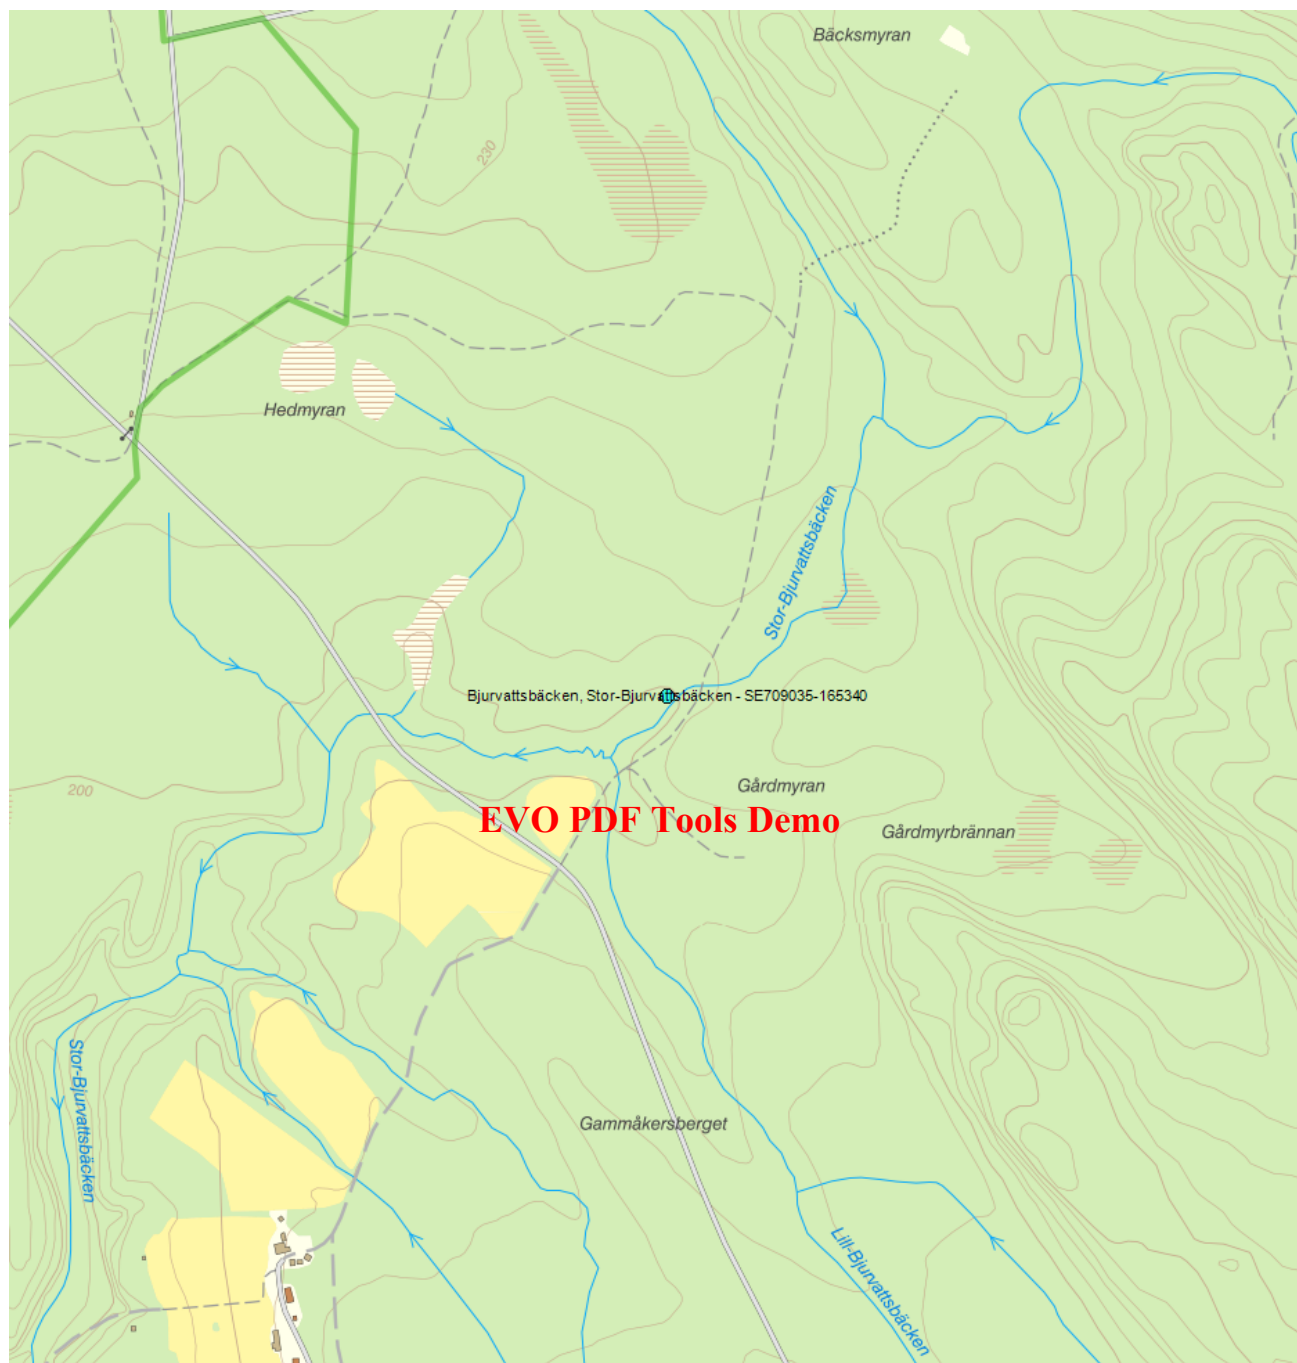 Bäcksmyran
230
Hedmyran
Stor-Bjurvattsbäcken
Bjurvattsbäcken, Stor-Bjurvattsbäcken - SE709035-165340
200
Gårdmyran
EVO PDF Tools Demo
Gårdmyrbrännan
Stor-Bjurvattsbäcken
Gammåkersberget
Lill-Bjurvattsbäcken